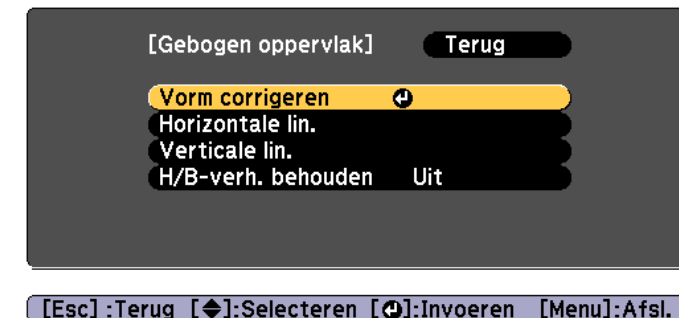 [Gebogen oppervlak] Terug
Vorm corrigeren
Horizontale lin.
Verticale lin.
H/B-verh. behouden Uit
[Esc] :Terug [◆]:Selecteren [⏎]:Invoeren [Menu]:Afsl.